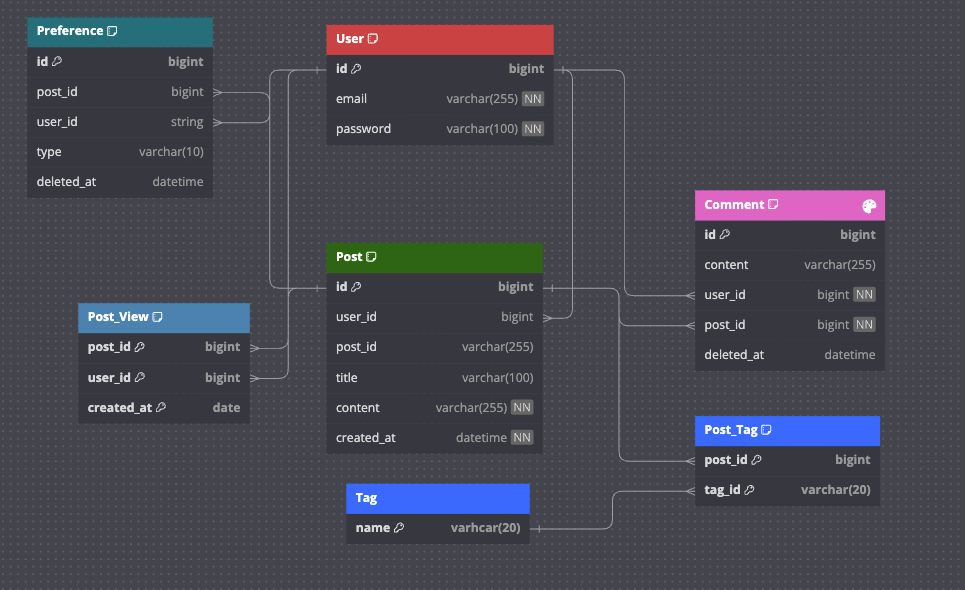 Preference
id bigint
post_id bigint
user_id string
type varchar(10)
deleted_at datetime
User
id bigint
email varchar(255) NN
password varchar(100) NN
Comment
id bigint
content varchar(255)
user_id bigint NN
post_id bigint NN
deleted_at datetime
Post
id bigint
user_id bigint
post_id varchar(255)
title varchar(100)
content varchar(255) NN
created_at datetime NN
Post_View
post_id bigint
user_id bigint
created_at date
Post_Tag
post_id bigint
tag_id varchar(20)
Tag
name varhcar(20)